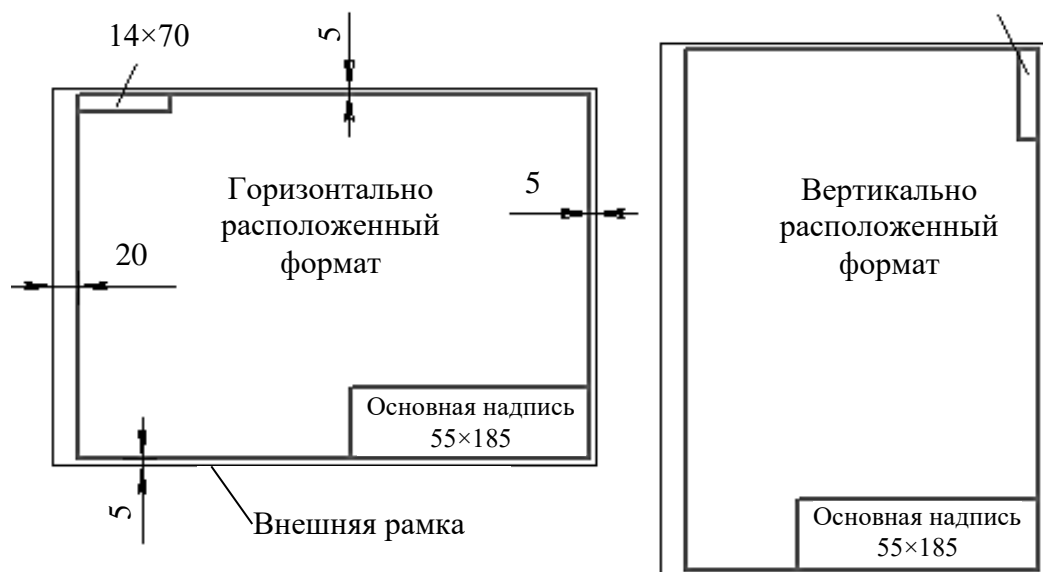 14×70
5
Горизонтально
расположенный
формат
5
20
Основная надпись
55×185
5
Внешняя рамка
Вертикально
расположенный
формат
Основная надпись
55×185